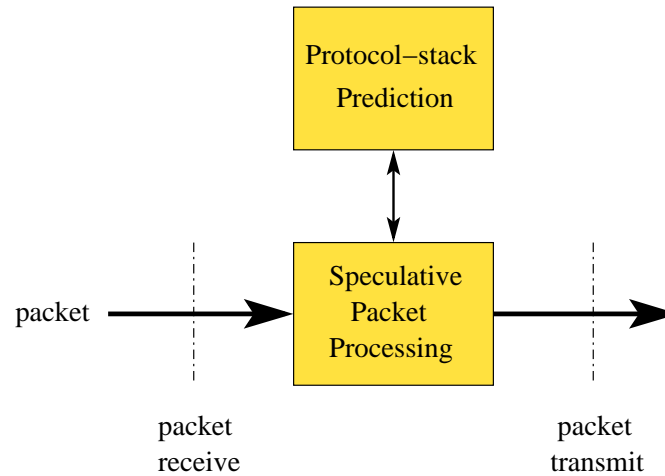 Protocol–stack
Prediction
Speculative
Packet
Processing
packet
packet
receive
packet
transmit